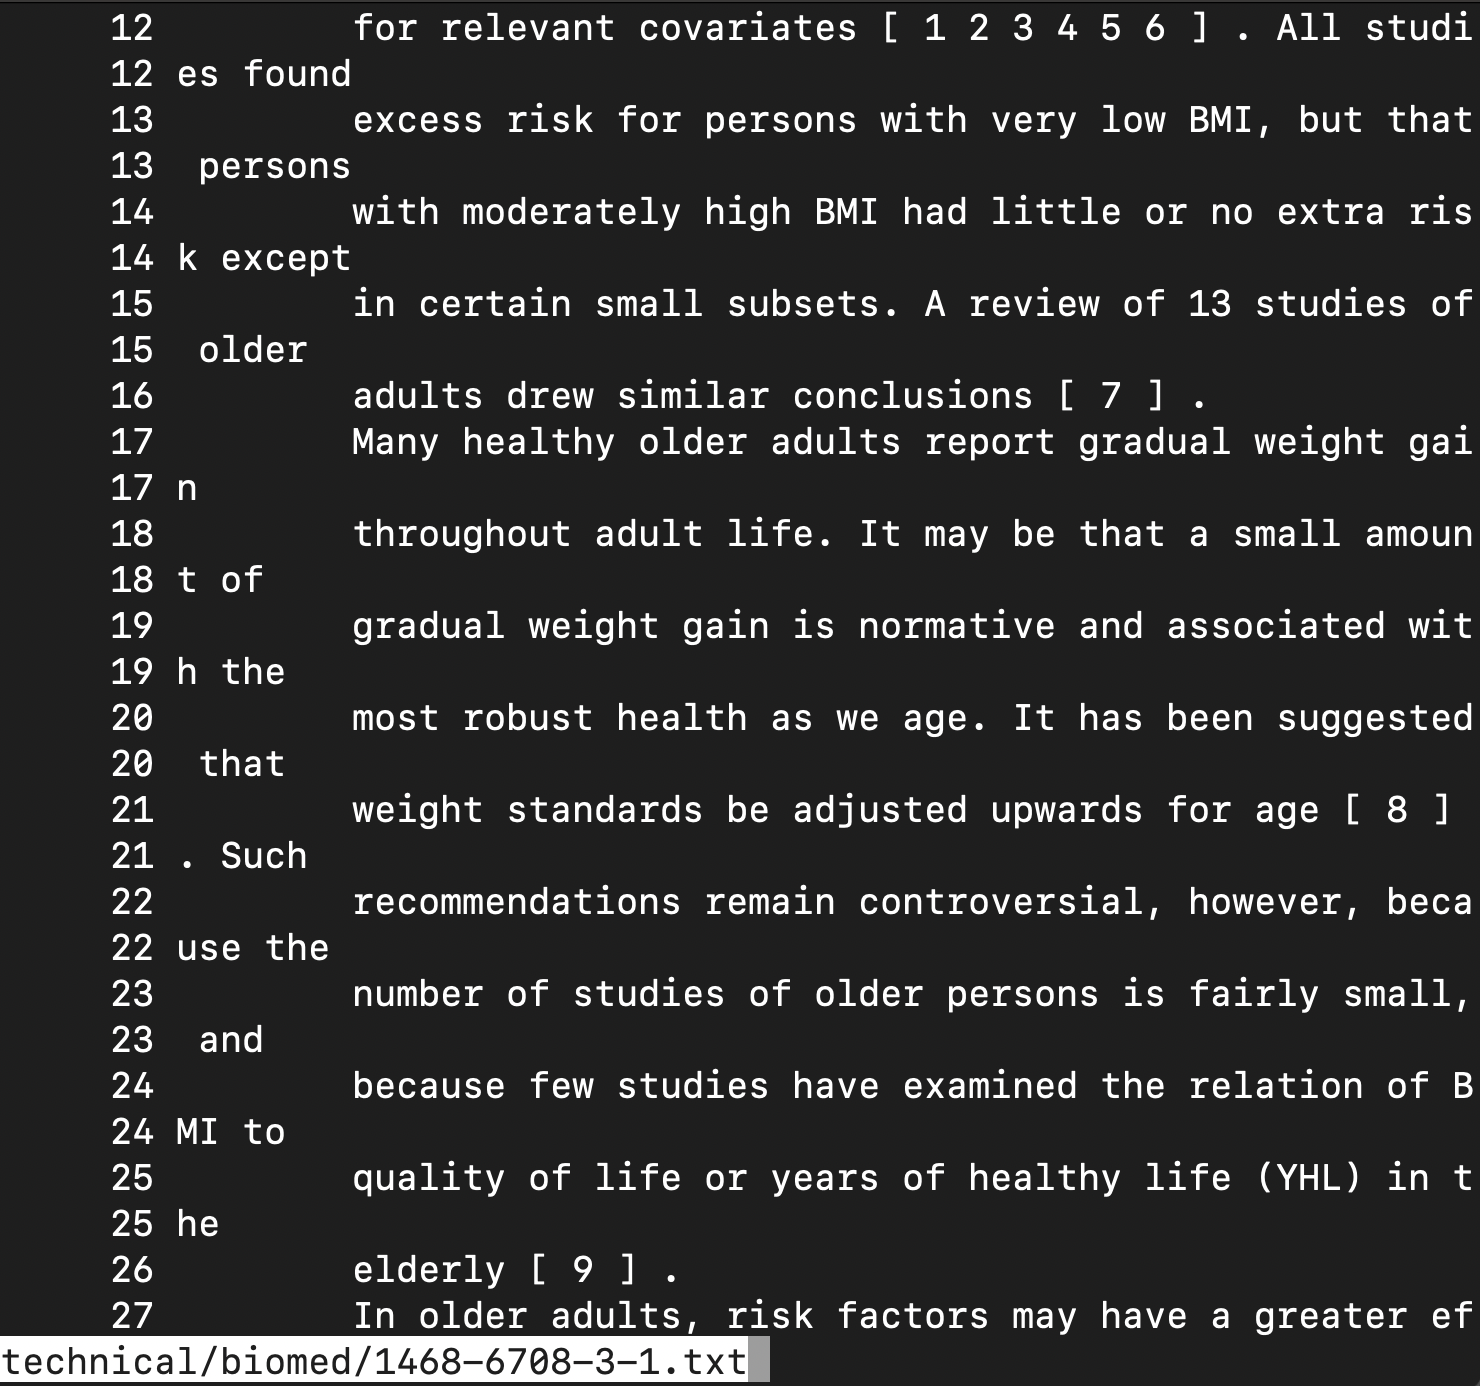 12         for relevant covariates [ 1 2 3 4 5 6 ] . All studi
12 es found
13         excess risk for persons with very low BMI, but that
13  persons
14         with moderately high BMI had little or no extra ris
14 k except
15         in certain small subsets. A review of 13 studies of
15  older
16         adults drew similar conclusions [ 7 ] .
17         Many healthy older adults report gradual weight gai
17 n
18         throughout adult life. It may be that a small amoun
18 t of
19         gradual weight gain is normative and associated wit
19 h the
20         most robust health as we age. It has been suggested
20  that
21         weight standards be adjusted upwards for age [ 8 ]
21 . Such
22         recommendations remain controversial, however, beca
22 use the
23         number of studies of older persons is fairly small,
23  and
24         because few studies have examined the relation of B
24 MI to
25         quality of life or years of healthy life (YHL) in t
25 he
26         elderly [ 9 ] .
27         In older adults, risk factors may have a greater ef
technical/biomed/1468-6708-3-1.txt